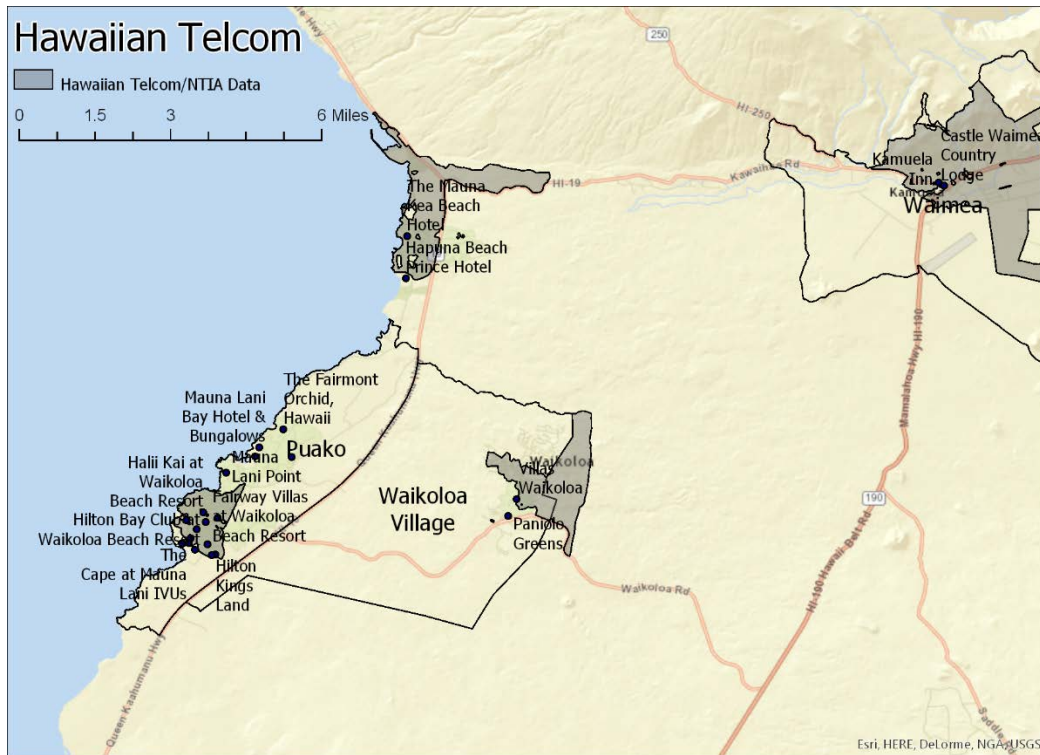 Hawaiian Telcom
Hawaiian Telcom/NTIA Data
0 1.5 3 6 Miles
250
HI-250
Kawaihae Rd
HI-19
Castle Waimea
Country
Lodge
Kamuela
Inn
Waimea
The Mauna
Kea Beach
Hotel
Hapuna Beach
Prince Hotel
The Fairmont
Orchid,
Hawaii
Mauna Lani
Bay Hotel &
Bungalows
Puako
Mauna
Lani Point
Halii Kai at
Waikoloa
Beach Resort
Fairway Villas
at Waikoloa
Beach Resort
Hilton Bay Club at
Waikoloa Beach Resort
The
Cape at Mauna
Lani IVUs
Hilton
Kings
Land
Waikoloa
Village
Waikoloa
Villas
Waikoloa
Paniolo
Greens
Waikoloa Rd
Mamalahoa Hwy HI-190
190
HI-190 Hawaii Belt Rd
Saddle Rd
Queen Kaahumanu Hwy
Esri, HERE, DeLorme, NGA, USGS